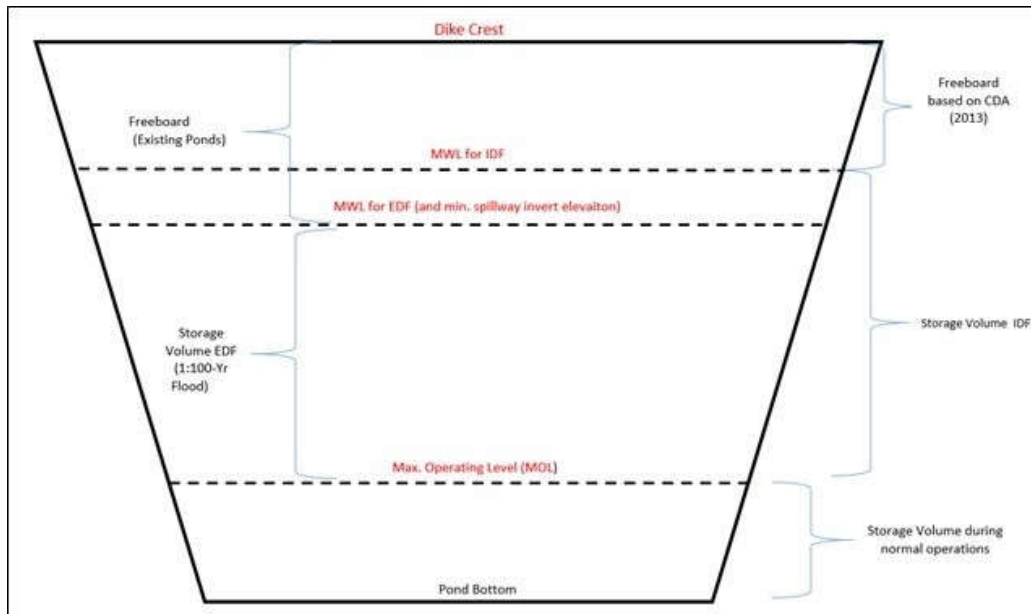 Dike Crest
Freeboard
(Existing Ponds)
Freeboard
based on CDA
(2013)
MWL for IDF
MWL for EDF (and min. spillway invert elevaiton)
Storage
Volume EDF
(1:100-Yr
Flood)
Storage Volume IDF
Max. Operating Level (MOL)
Storage Volume during
normal operations
Pond Bottom